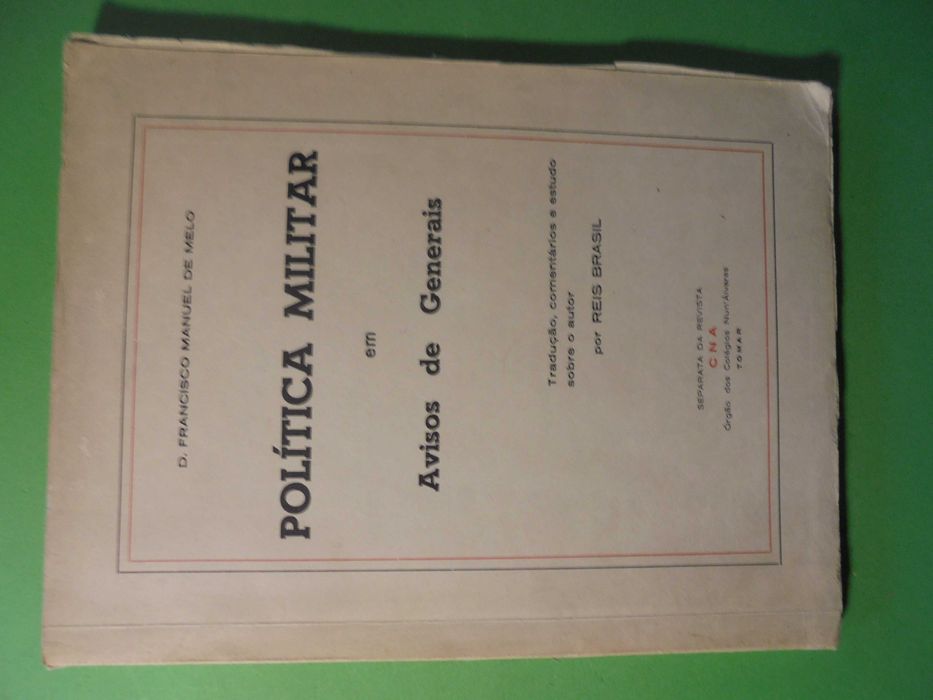 D. FRANCISCO MANUEL DE MELO
POLÍTICA MILITAR
em
Avisos de Generais
Tradução, comentários e estudo
sobre o autor
por REIS BRASIL
SEPARATA DA REVISTA
CNA
Órgão dos Colégios Nun'Álvares
TOMAR